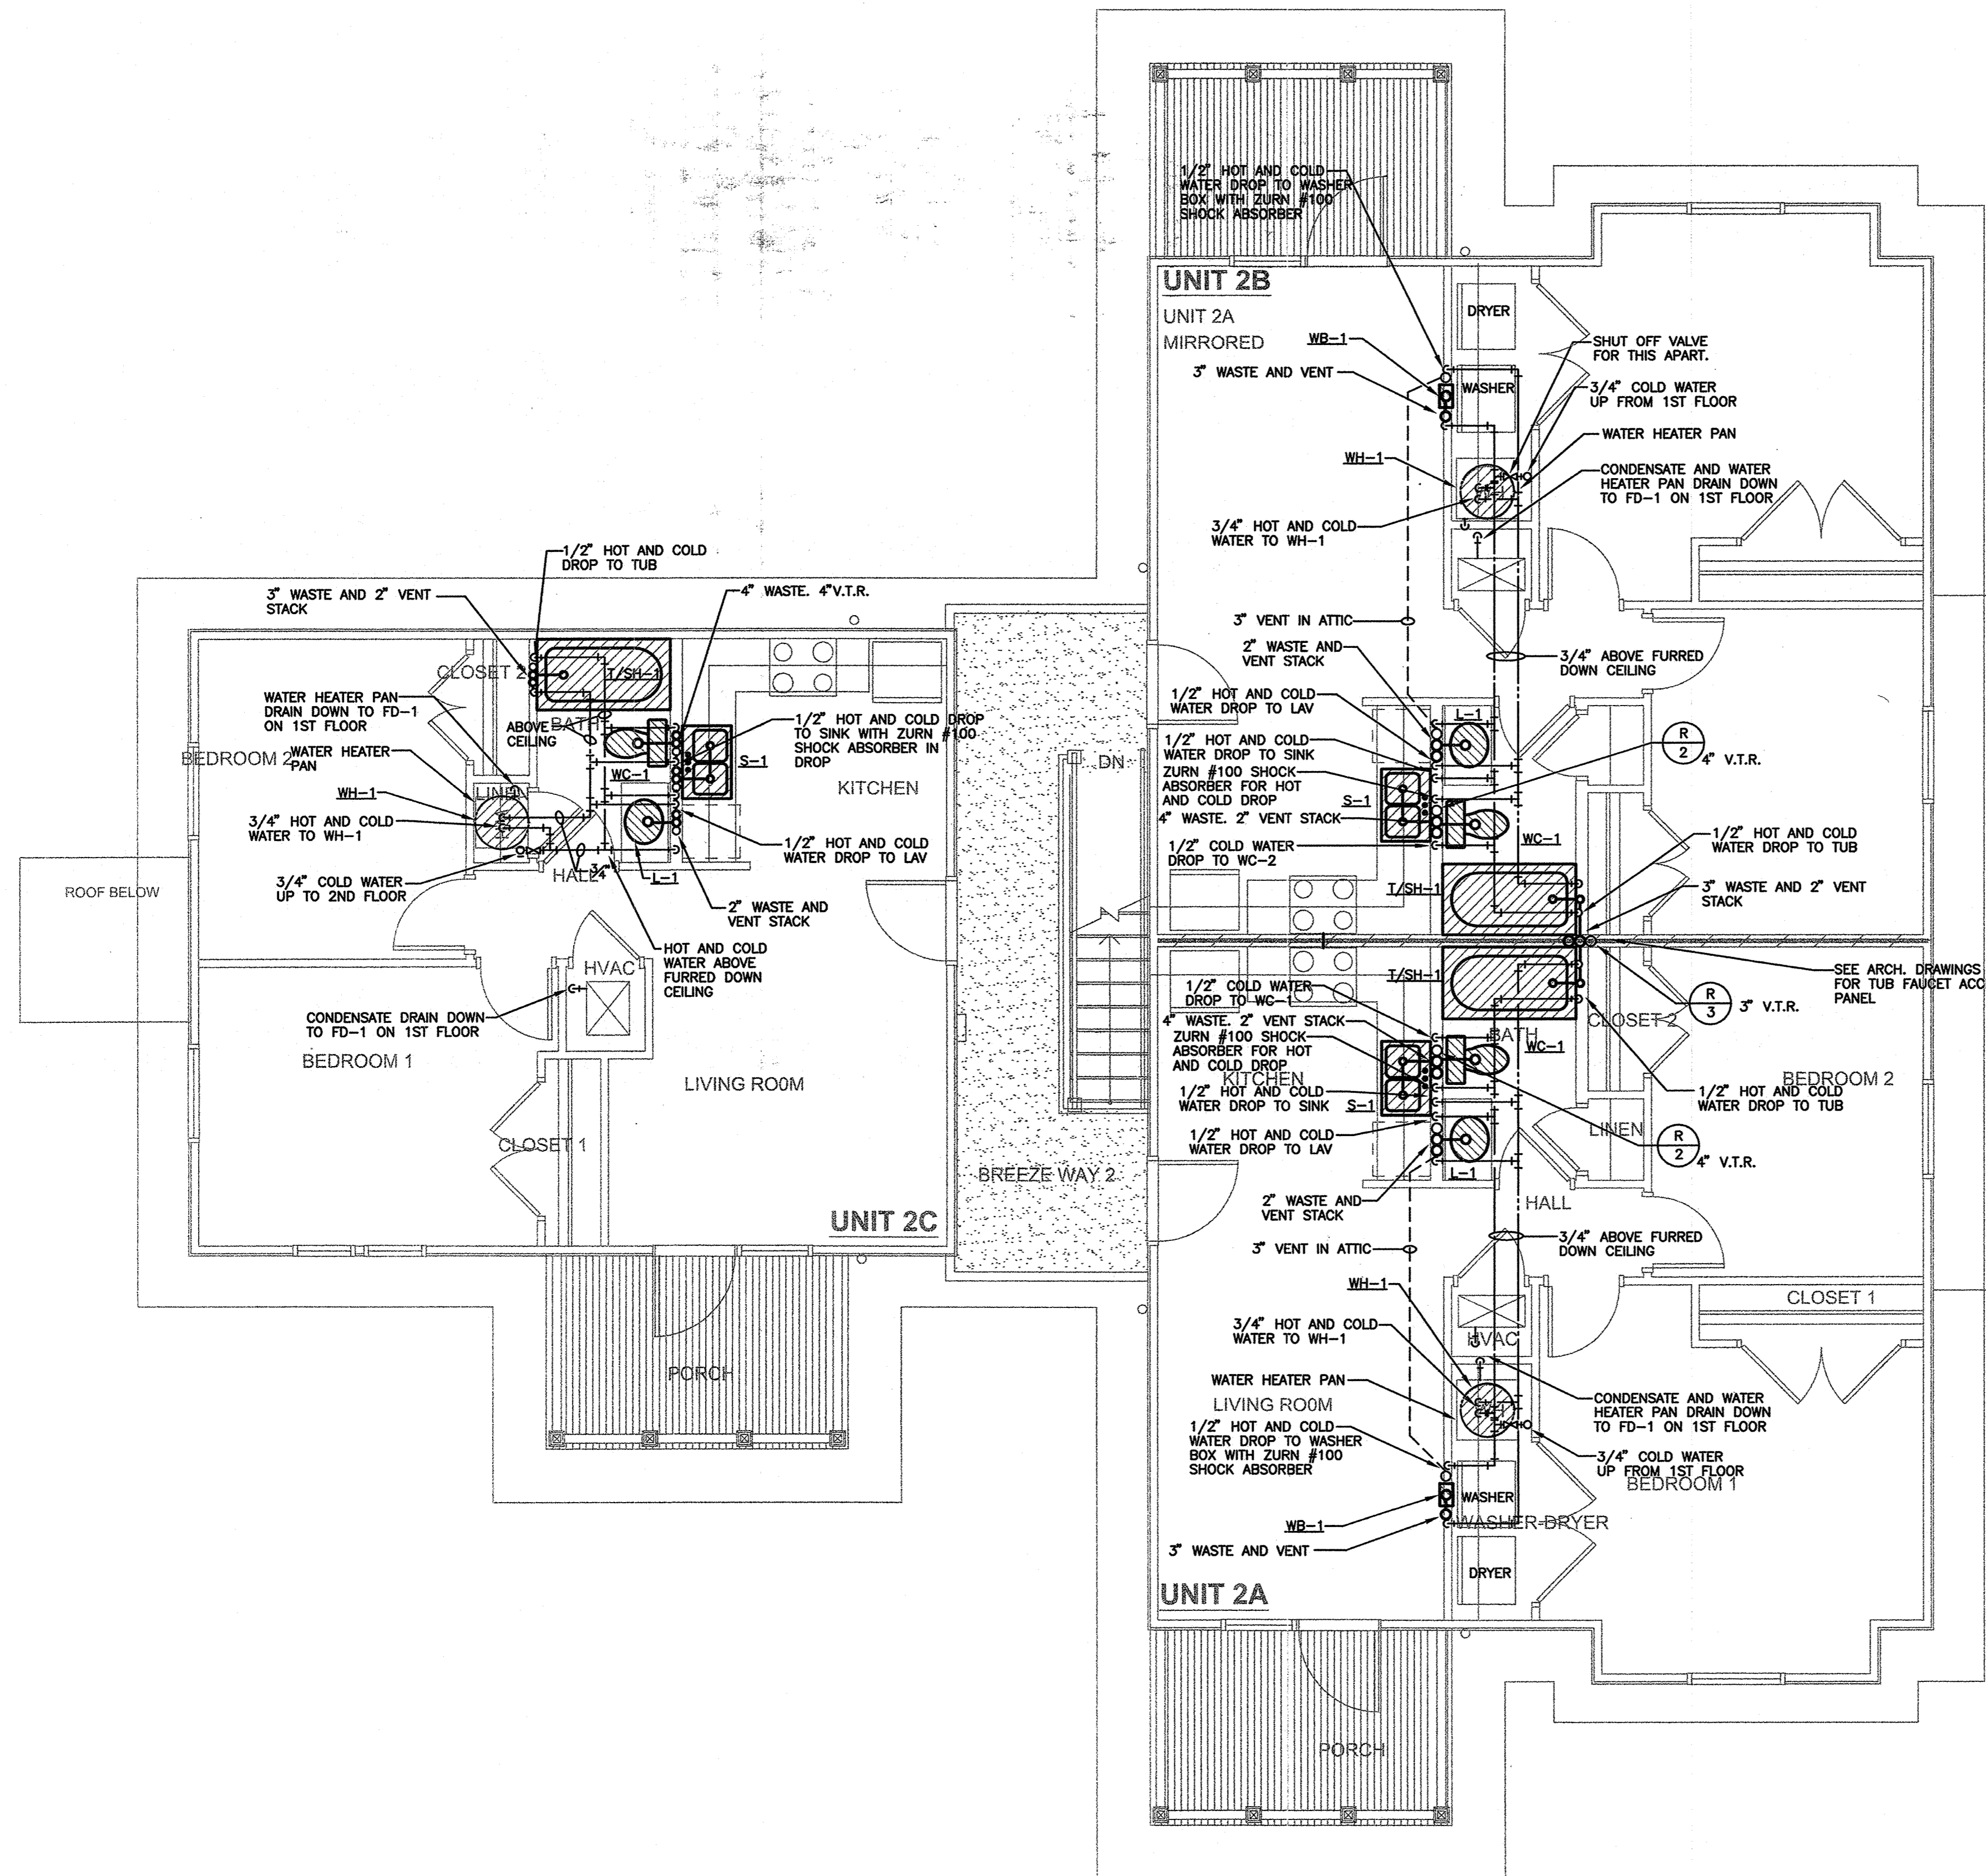 1/2" HOT AND COLD
WATER DROP TO WASHER
BOX WITH ZURN #100
SHOCK ABSORBER
UNIT 2B
UNIT 2A
MIRRORED
DRYER
WB-1
3" WASTE AND VENT
WASHER
SHUT OFF VALVE
FOR THIS APART.
3/4" COLD WATER
UP FROM 1ST FLOOR
WATER HEATER PAN
WH-1
CONDENSATE AND WATER
HEATER PAN DRAIN DOWN
TO FD-1 ON 1ST FLOOR
3/4" HOT AND COLD
WATER TO WH-1
3" VENT IN ATTIC
2" WASTE AND
VENT STACK
3/4" ABOVE FURRED
DOWN CEILING
1/2" HOT AND COLD
WATER DROP TO LAV
L-1
1/2" HOT AND COLD
WATER DROP TO SINK
ZURN #100 SHOCK
ABSORBER FOR HOT
AND COLD DROP
S-1
4" WASTE. 2" VENT STACK
1/2" COLD WATER
DROP TO WC-2
R
2
4" V.T.R.
WC-1
1/2" HOT AND COLD
WATER DROP TO TUB
T/SH-1
3" WASTE AND 2" VENT
STACK
1/2" HOT AND COLD
DROP TO TUB
3" WASTE AND 2" VENT
STACK
4" WASTE. 4"V.T.R.
CLOSET 2
T/SH-1
WATER HEATER PAN
DRAIN DOWN TO FD-1
ON 1ST FLOOR
BATH
ABOVE
CEILING
1/2" HOT AND COLD DROP
TO SINK WITH ZURN #100
SHOCK ABSORBER IN
DROP
BEDROOM 2
WATER HEATER
PAN
WC-1
S-1
KITCHEN
LINEN
WH-1
3/4" HOT AND COLD
WATER TO WH-1
1/2" HOT AND COLD
WATER DROP TO LAV
3/4" COLD WATER
UP TO 2ND FLOOR
HALL
3/4"
L-1
ROOF BELOW
2" WASTE AND
VENT STACK
HOT AND COLD
WATER ABOVE
FURRED DOWN
CEILING
HVAC
CONDENSATE DRAIN DOWN
TO FD-1 ON 1ST FLOOR
BEDROOM 1
LIVING ROOM
CLOSET 1
UNIT 2C
PORCH
DN
BREEZE WAY 2
SEE ARCH. DRAWINGS
FOR TUB FAUCET ACC
PANEL
T/SH-1
R
3
3" V.T.R.
CLOSET 2
1/2" COLD WATER
DROP TO WC-1
4" WASTE. 2" VENT STACK
ZURN #100 SHOCK
ABSORBER FOR HOT
AND COLD DROP
BATH
WC-1
KITCHEN
BEDROOM 2
1/2" HOT AND COLD
WATER DROP TO SINK
S-1
1/2" HOT AND COLD
WATER DROP TO TUB
LINEN
1/2" HOT AND COLD
WATER DROP TO LAV
L-1
R
2
4" V.T.R.
2" WASTE AND
VENT STACK
HALL
3" VENT IN ATTIC
3/4" ABOVE FURRED
DOWN CEILING
WH-1
CLOSET 1
3/4" HOT AND COLD
WATER TO WH-1
HVAC
WATER HEATER PAN
LIVING ROOM
CONDENSATE AND WATER
HEATER PAN DRAIN DOWN
TO FD-1 ON 1ST FLOOR
1/2" HOT AND COLD
WATER DROP TO WASHER
BOX WITH ZURN #100
SHOCK ABSORBER
3/4" COLD WATER
UP FROM 1ST FLOOR
BEDROOM 1
WASHER
WB-1
WASHER-DRYER
3" WASTE AND VENT
DRYER
UNIT 2A
PORCH